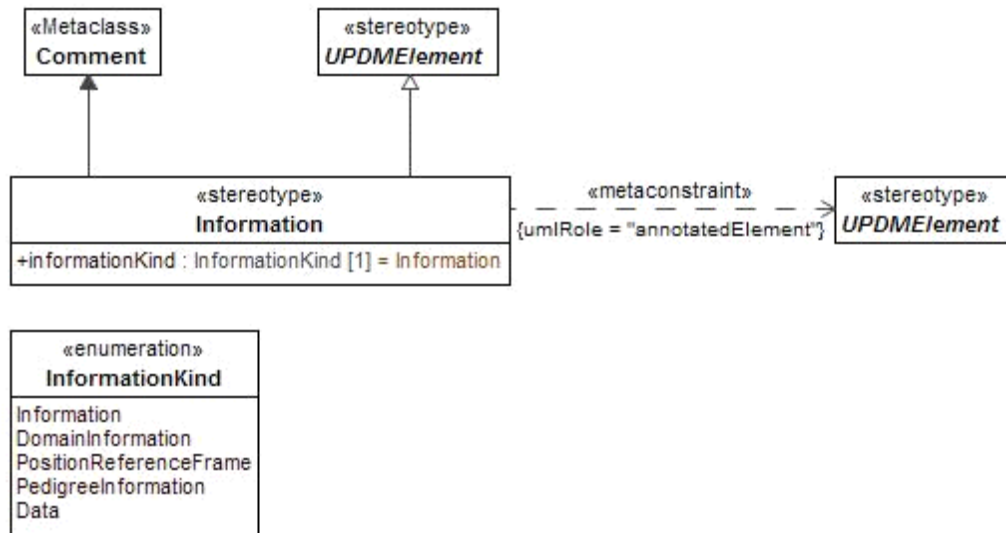 «Metaclass»
Comment
«stereotype»
UPDMElement
«stereotype»
Information
+informationKind : InformationKind [1] = Information
«metaconstraint»
{umlRole = "annotatedElement"}
«stereotype»
UPDMElement
«enumeration»
InformationKind
Information
DomainInformation
PositionReferenceFrame
PedigreeInformation
Data